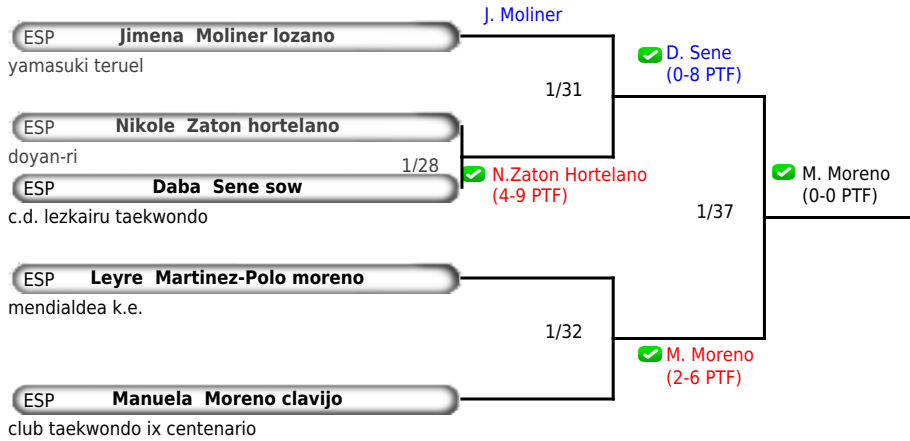 J. Moliner
ESP Jimena Moliner lozano
yamasuki teruel
D. Sene
(0-8 PTF)
1/31
ESP Nikole Zaton hortelano
doyan-ri
1/28
N.Zaton Hortelano
(4-9 PTF)
ESP Daba Sene sow
c.d. lezkairu taekwondo
M. Moreno
(0-0 PTF)
1/37
ESP Leyre Martinez-Polo moreno
mendialdea k.e.
1/32
M. Moreno
(2-6 PTF)
ESP Manuela Moreno clavijo
club taekwondo ix centenario